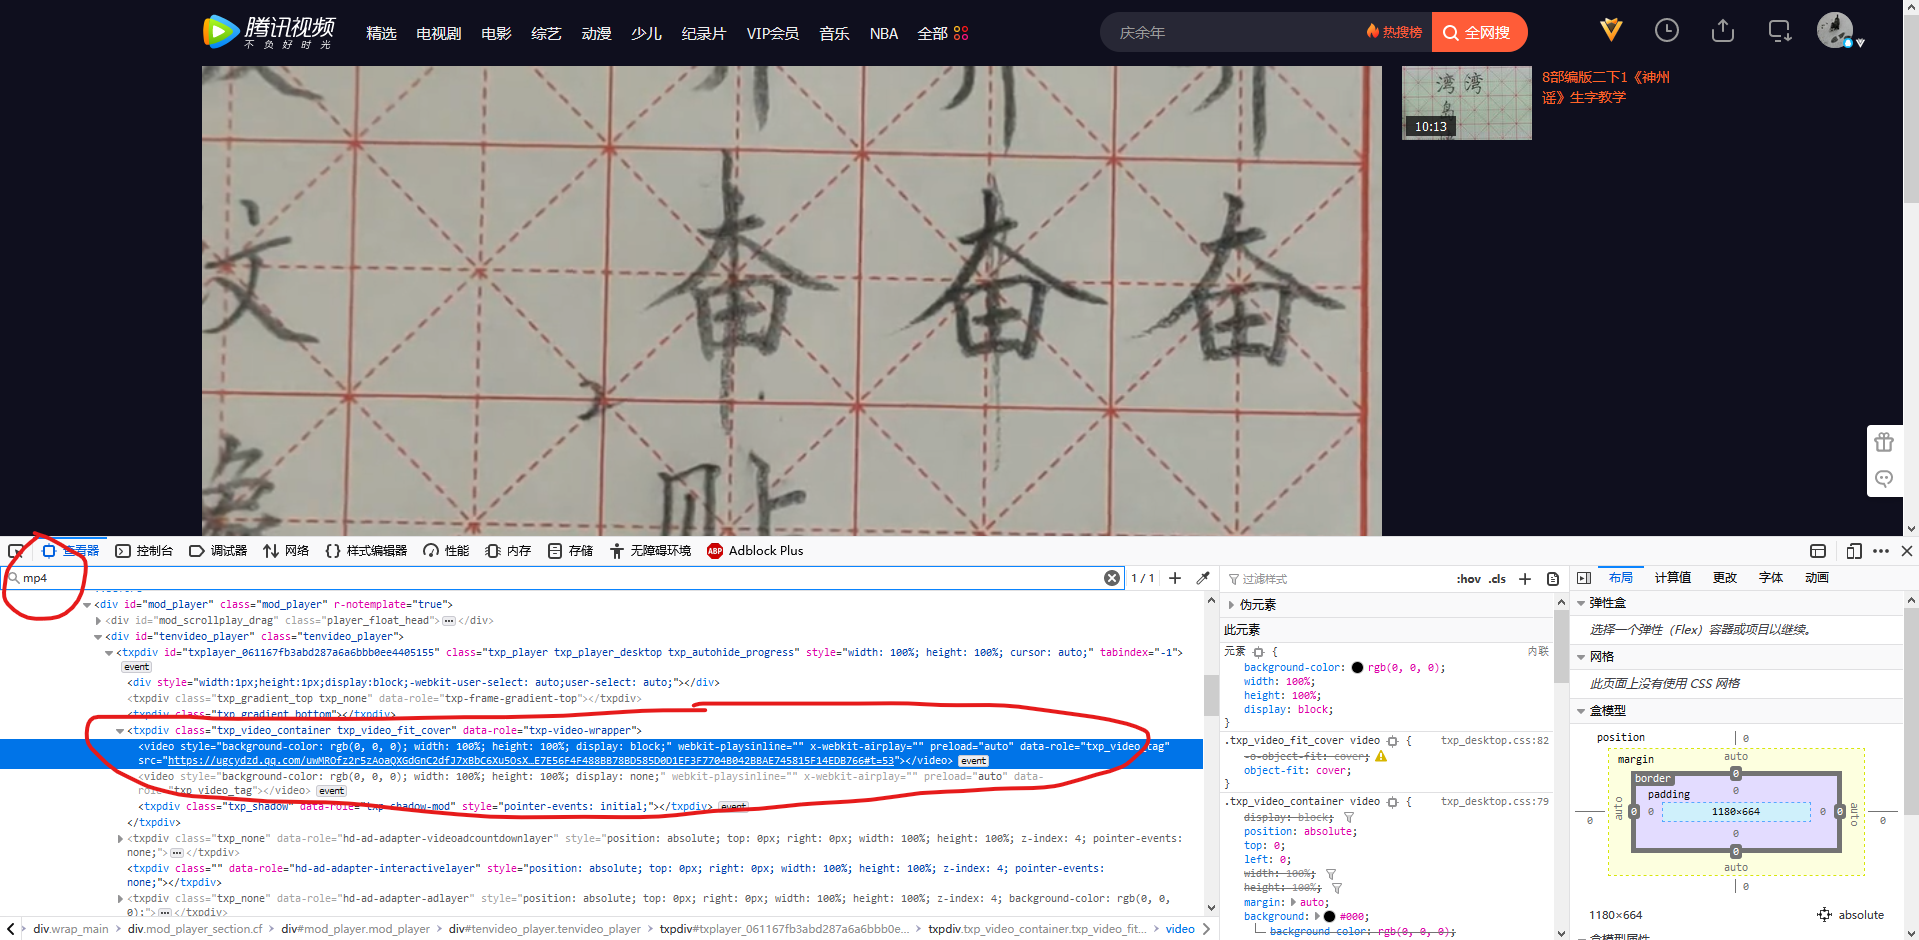 腾讯视频
不负好时光
精选 电视剧 电影 综艺 动漫 少儿 纪录片 VIP会员 音乐 NBA 全部
庆余年 热搜榜 全网搜
湾 湾
10:13
8部编版二下1《神州
谣》生字教学
文 奋 奋 奋
贴
查看器 控制台 调试器 网络 样式编辑器 性能 内存 存储 无障碍环境 ABP Adblock Plus
mp4 1 / 1
<div id="mod_player" class="mod_player" r-notemplate="true">
<div id="mod_scrollplay_drag" class="player_float_head"></div>
<div id="tenvideo_player" class="tenvideo_player">
<txpdiv id="txplayer_061167fb3abd287a6a6bbb0ee4405155" class="txp_player txp_player_desktop txp_autohide_progress" style="width: 100%; height: 100%; cursor: auto;" tabindex="-1">
event
<div style="width:1px;height:1px;display:block;-webkit-user-select: auto;user-select: auto;"></div>
<txpdiv class="txp_gradient_top txp_none" data-role="txp-frame-gradient-top"></txpdiv>
<txpdiv class="txp_gradient_bottom"></txpdiv>
<txpdiv class="txp_video_container txp_video_fit_cover" data-role="txp-video-wrapper">
<video style="background-color: rgb(0, 0, 0); width: 100%; height: 100%; display: block;" webkit-playsinline="" x-webkit-airplay="" preload="auto" data-role="txp_video_tag"
src="https://ugcydzd.qq.com/uwMROfz2r5zAoaQXGdGnC2dfJ7xBbC6Xu5OsX…E7E56F4F488BB78BD585D0D1EF3F7704B042BBAE745815F14EDB766#t=53"></video> event
<video style="background-color: rgb(0, 0, 0); width: 100%; height: 100%; display: none;" webkit-playsinline="" x-webkit-airplay="" preload="auto" data-
role="txp_video_tag"></video> event
<txpdiv class="txp_shadow" data-role="txp-shadow-mod" style="pointer-events: initial;"></txpdiv> event
</txpdiv>
<txpdiv class="txp_none" data-role="hd-ad-adapter-videoadcountdownlayer" style="position: absolute; top: 0px; right: 0px; width: 100%; height: 100%; z-index: 4; pointer-events:
none;"></txpdiv>
<txpdiv class="" data-role="hd-ad-adapter-interactivelayer" style="position: absolute; top: 0px; right: 0px; width: 100%; height: 100%; z-index: 4; pointer-events:
none;"></txpdiv>
<txpdiv class="txp_none" data-role="hd-ad-adapter-adlayer" style="position: absolute; top: 0px; right: 0px; width: 100%; height: 100%; z-index: 4; background-color: rgb(0, 0,
0);"></txpdiv>
div.wrap_main div.mod_player_section.cf div#mod_player.mod_player div#tenvideo_player.tenvideo_player txpdiv#txplayer_061167fb3abd287a6a6bbb0e… txpdiv.txp_video_container.txp_video_fit… video
过滤样式 :hov .cls
伪元素
此元素
元素 { 内联
background-color: rgb(0, 0, 0);
width: 100%;
height: 100%;
display: block;
}
.txp_video_fit_cover video { txp_desktop.css:82
-o-object-fit: cover;
object-fit: cover;
}
.txp_video_container video { txp_desktop.css:79
display: block;
position: absolute;
top: 0;
left: 0;
width: 100%;
height: 100%;
margin: auto;
background: #000;
background-color: rgb(0, 0, 0);
布局 计算值 更改 字体 动画
弹性盒
选择一个弹性（Flex）容器或项目以继续。
网格
此页面上没有使用 CSS 网格
盒模型
position 0
margin auto
border 0
padding 0
0 auto 0 0 1180×664 0 0 auto 0
0
0
auto
0
1180×664 absolute
盒模型属性